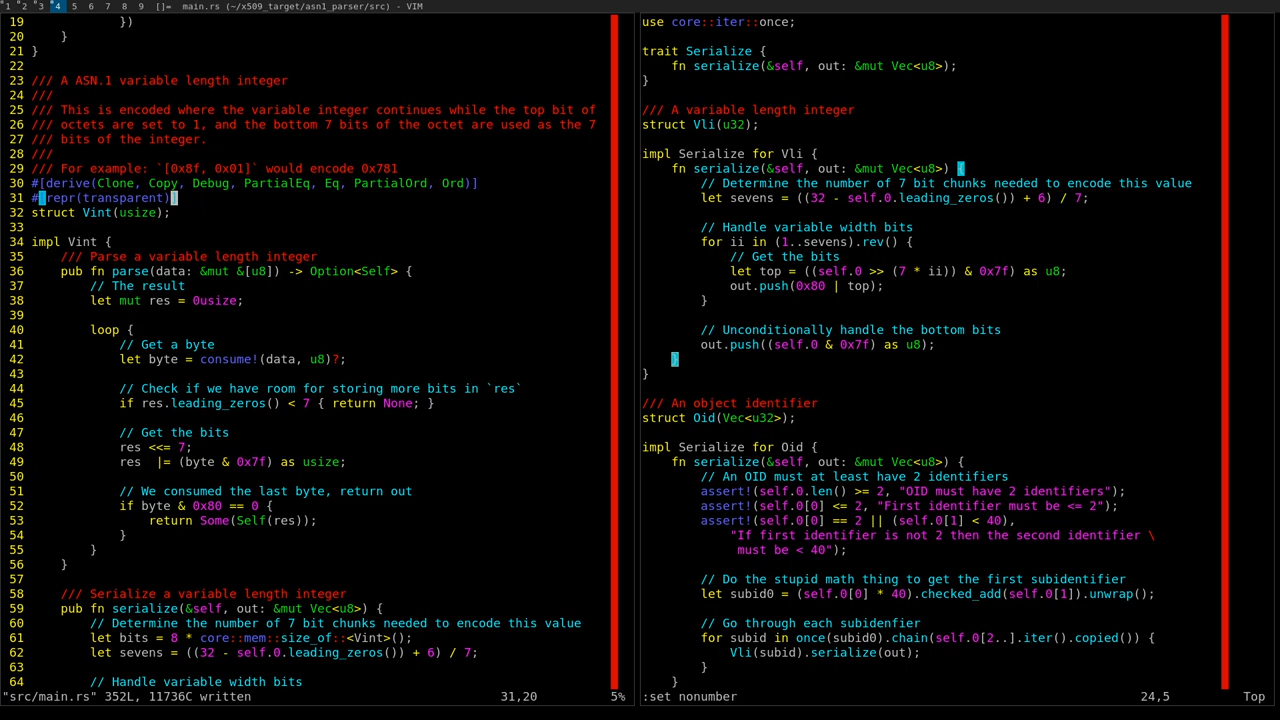 1 2 3 4 5 6 7 8 9 []= main.rs (~/x509_target/asn1_parser/src) - VIM
19             })
20     }
21 }
22
23 /// A ASN.1 variable length integer
24 ///
25 /// This is encoded where the variable integer continues while the top bit of
26 /// octets are set to 1, and the bottom 7 bits of the octet are used as the 7
27 /// bits of the integer.
28 ///
29 /// For example: `[0x8f, 0x01]` would encode 0x781
30 #[derive(Clone, Copy, Debug, PartialEq, Eq, PartialOrd, Ord)]
31 #[repr(transparent)]
32 struct Vint(usize);
33
34 impl Vint {
35     /// Parse a variable length integer
36     pub fn parse(data: &mut &[u8]) -> Option<Self> {
37         // The result
38         let mut res = 0usize;
39
40         loop {
41             // Get a byte
42             let byte = consume!(data, u8)?;
43
44             // Check if we have room for storing more bits in `res`
45             if res.leading_zeros() < 7 { return None; }
46
47             // Get the bits
48             res <<= 7;
49             res  |= (byte & 0x7f) as usize;
50
51             // We consumed the last byte, return out
52             if byte & 0x80 == 0 {
53                 return Some(Self(res));
54             }
55         }
56     }
57
58     /// Serialize a variable length integer
59     pub fn serialize(&self, out: &mut Vec<u8>) {
60         // Determine the number of 7 bit chunks needed to encode this value
61         let bits = 8 * core::mem::size_of::<Vint>();
62         let sevens = ((32 - self.0.leading_zeros()) + 6) / 7;
63
64         // Handle variable width bits
"src/main.rs" 352L, 11736C written 31,20 5%
use core::iter::once;

trait Serialize {
    fn serialize(&self, out: &mut Vec<u8>);
}

/// A variable length integer
struct Vli(u32);

impl Serialize for Vli {
    fn serialize(&self, out: &mut Vec<u8>) {
        // Determine the number of 7 bit chunks needed to encode this value
        let sevens = ((32 - self.0.leading_zeros()) + 6) / 7;

        // Handle variable width bits
        for ii in (1..sevens).rev() {
            // Get the bits
            let top = ((self.0 >> (7 * ii)) & 0x7f) as u8;
            out.push(0x80 | top);
        }

        // Unconditionally handle the bottom bits
        out.push((self.0 & 0x7f) as u8);
    }
}

/// An object identifier
struct Oid(Vec<u32>);

impl Serialize for Oid {
    fn serialize(&self, out: &mut Vec<u8>) {
        // An OID must at least have 2 identifiers
        assert!(self.0.len() >= 2, "OID must have 2 identifiers");
        assert!(self.0[0] <= 2, "First identifier must be <= 2");
        assert!(self.0[0] == 2 || (self.0[1] < 40),
            "If first identifier is not 2 then the second identifier \
             must be < 40");

        // Do the stupid math thing to get the first subidentifier
        let subid0 = (self.0[0] * 40).checked_add(self.0[1]).unwrap();

        // Go through each subidenfier
        for subid in once(subid0).chain(self.0[2..].iter().copied()) {
            Vli(subid).serialize(out);
        }
    }
:set nonumber 24,5 Top